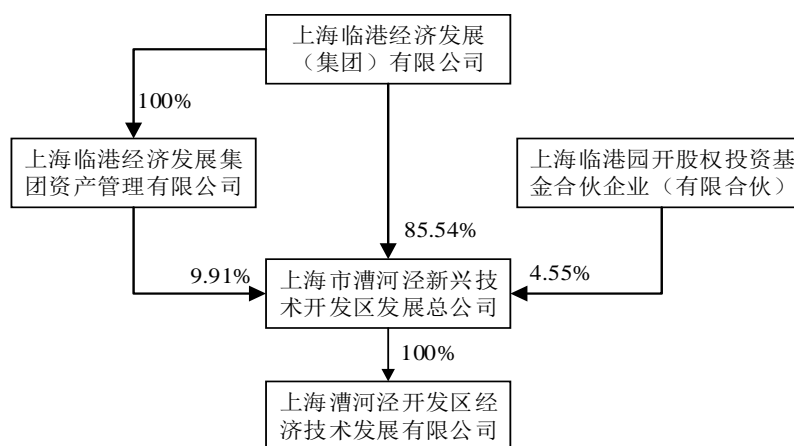 上海临港经济发展
（集团）有限公司
100%
上海临港经济发展集
团资产管理有限公司
上海临港园开股权投资基
金合伙企业（有限合伙）
85.54%
9.91%
上海市漕河泾新兴技
术开发区发展总公司
4.55%
100%
上海漕河泾开发区经
济技术发展有限公司